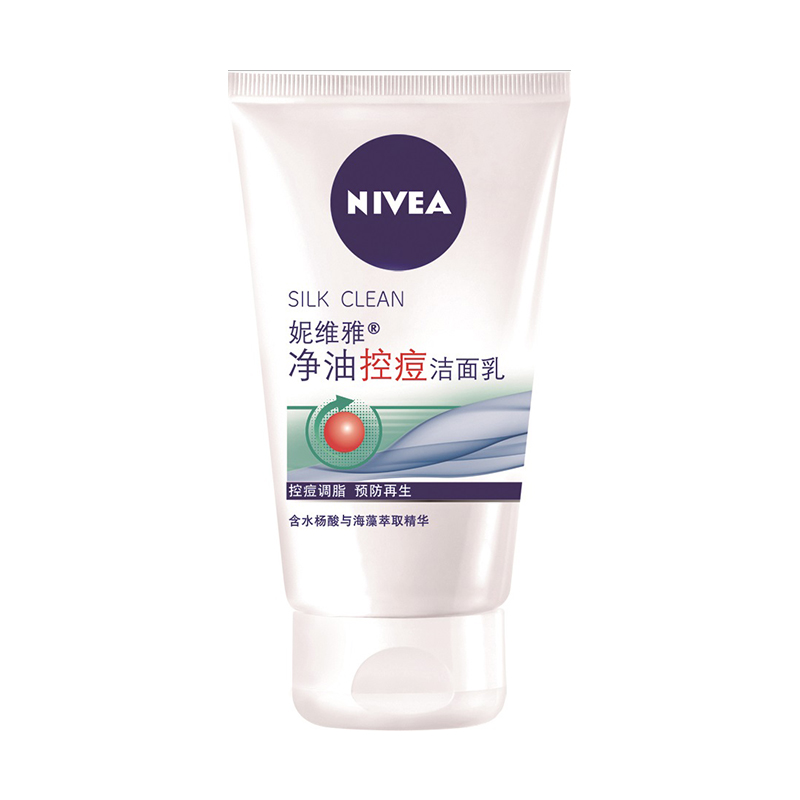 NIVEA
SILK CLEAN
妮维雅®
净油控痘洁面乳
控痘调脂 预防再生
含水杨酸与海藻萃取精华